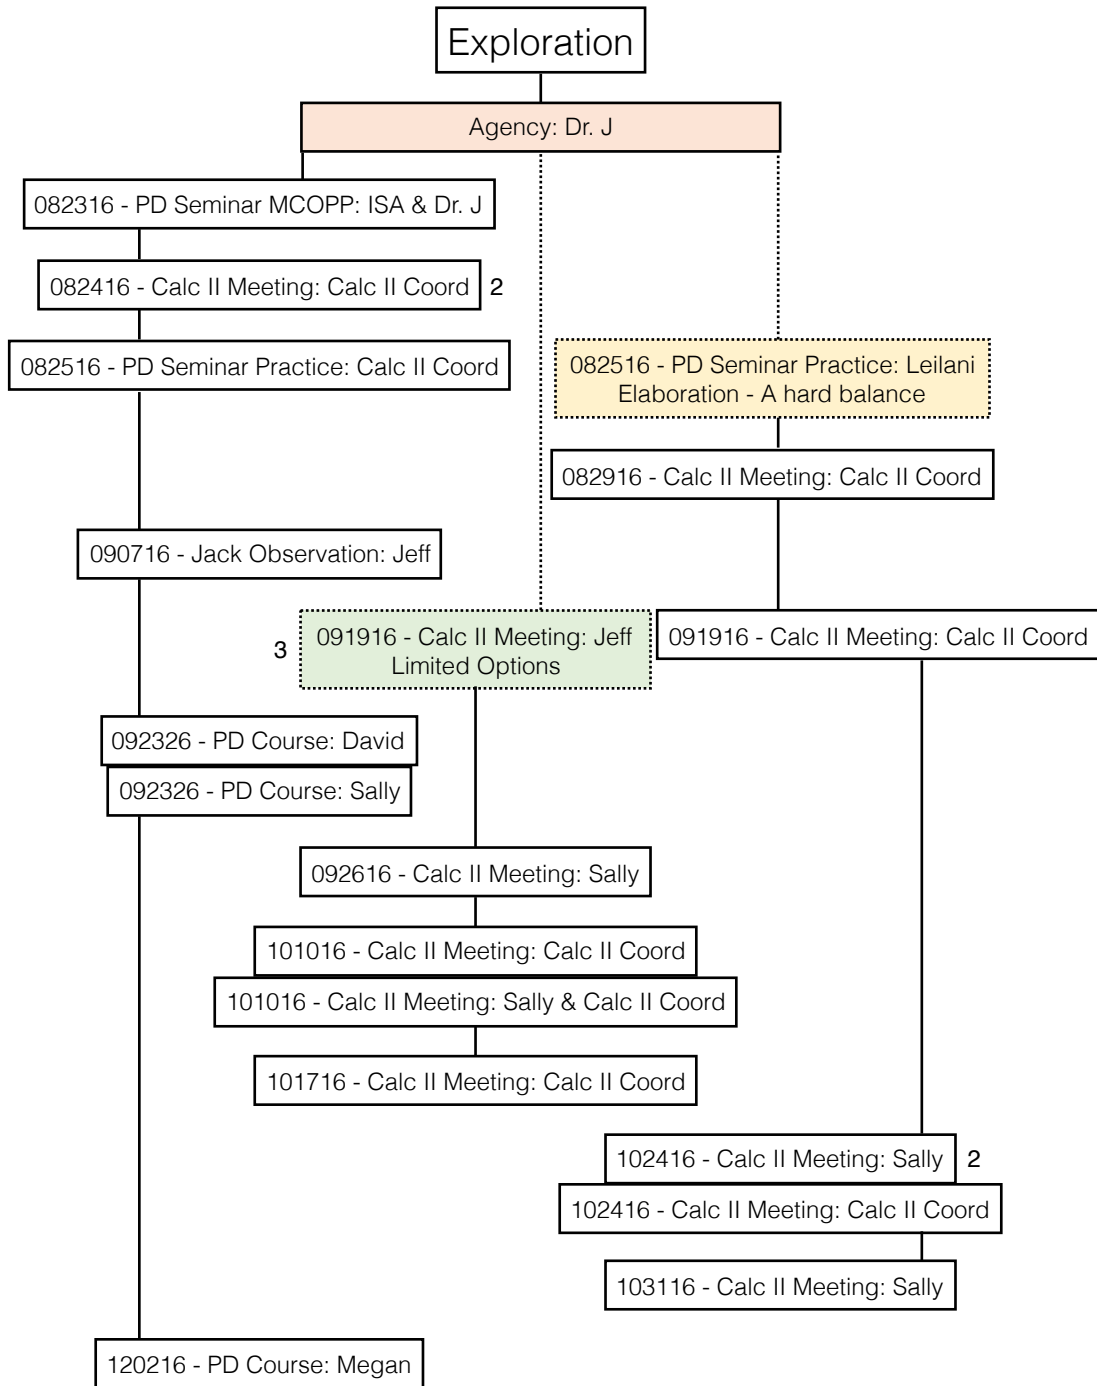 Exploration
Agency: Dr. J
082316 - PD Seminar MCOPP: ISA & Dr. J
082416 - Calc II Meeting: Calc II Coord 2
082516 - PD Seminar Practice: Calc II Coord
082516 - PD Seminar Practice: Leilani
Elaboration - A hard balance
082916 - Calc II Meeting: Calc II Coord
090716 - Jack Observation: Jeff
3 091916 - Calc II Meeting: Jeff
Limited Options
091916 - Calc II Meeting: Calc II Coord
092326 - PD Course: David
092326 - PD Course: Sally
092616 - Calc II Meeting: Sally
101016 - Calc II Meeting: Calc II Coord
101016 - Calc II Meeting: Sally & Calc II Coord
101716 - Calc II Meeting: Calc II Coord
102416 - Calc II Meeting: Sally 2
102416 - Calc II Meeting: Calc II Coord
103116 - Calc II Meeting: Sally
120216 - PD Course: Megan